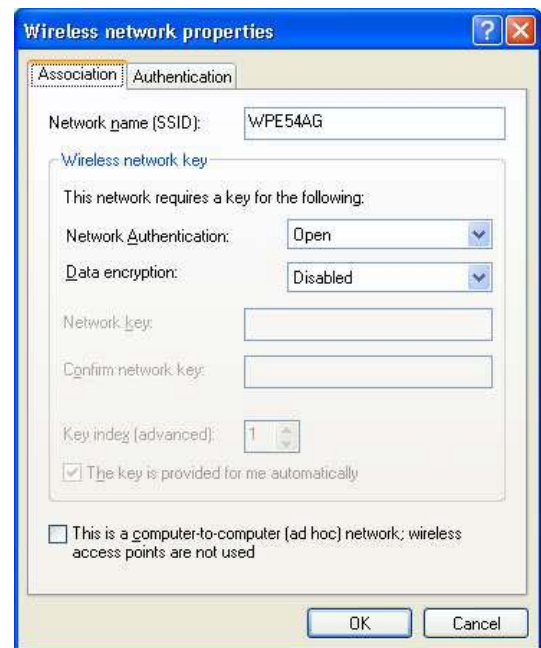 Wireless network properties
Association Authentication
Network name (SSID): WPE54AG
Wireless network key
This network requires a key for the following:
Network Authentication: Open
Data encryption: Disabled
Network key:
Confirm network key:
Key index (advanced): 1
The key is provided for me automatically
This is a computer-to-computer (ad hoc) network; wireless
access points are not used
OK Cancel